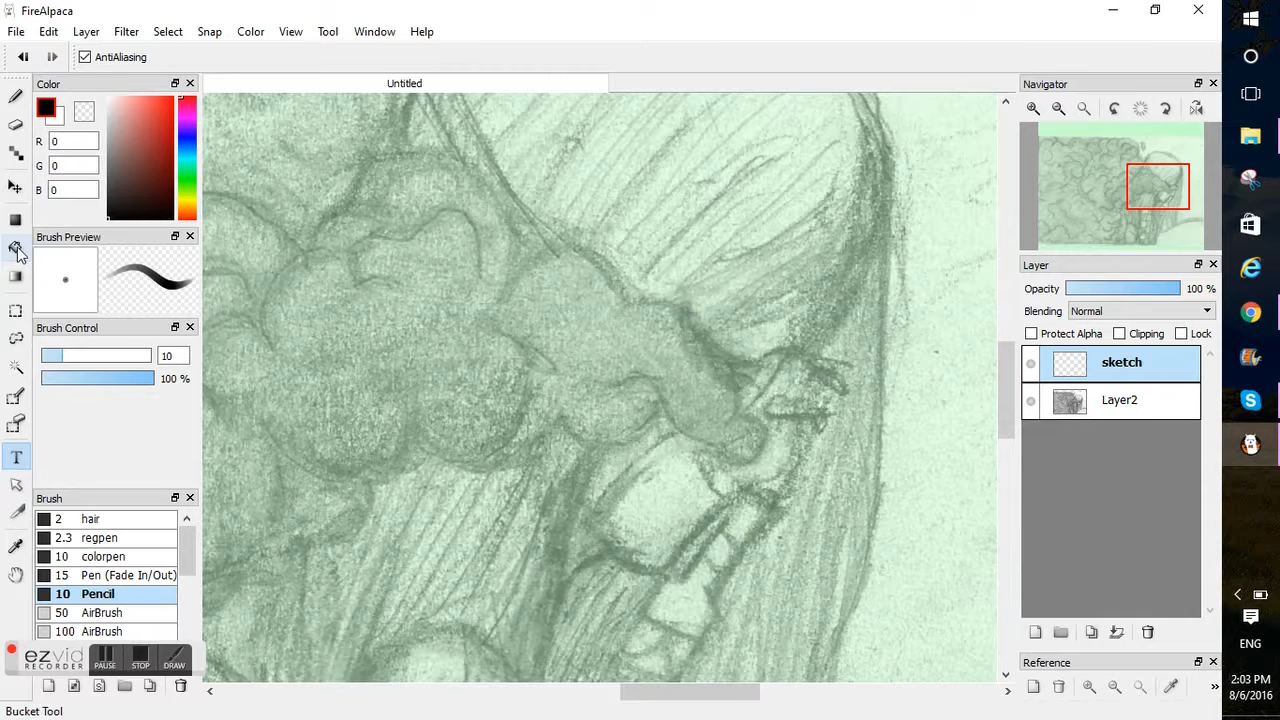 FireAlpaca
File Edit Layer Filter Select Snap Color View Tool Window Help
AntiAliasing
Color
Untitled
Navigator
R 0
G 0
B 0
Brush Preview
Brush Control
10
100 %
Layer
Opacity 100 %
Blending Normal
Protect Alpha Clipping Lock
sketch
Layer2
T
Brush
2 hair
2.3 regpen
10 colorpen
15 Pen (Fade In/Out)
10 Pencil
50 AirBrush
100 AirBrush
ezvid
RECORDER
PAUSE STOP DRAW
Reference
»
Bucket Tool
ENG
2:03 PM
8/6/2016